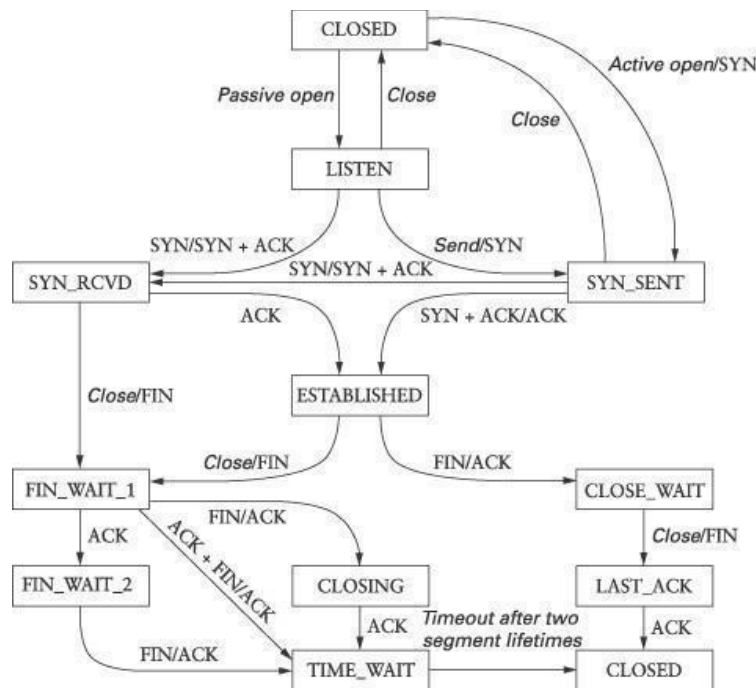 CLOSED
Active open/SYN
Passive open
Close
Close
LISTEN
SYN/SYN + ACK
Send/SYN
SYN/SYN + ACK
SYN_RCVD
SYN_SENT
ACK
SYN + ACK/ACK
Close/FIN
ESTABLISHED
Close/FIN
FIN/ACK
FIN_WAIT_1
CLOSE_WAIT
FIN/ACK
ACK
ACK + FIN/ACK
Close/FIN
FIN_WAIT_2
CLOSING
LAST_ACK
ACK
Timeout after two
segment lifetimes
ACK
FIN/ACK
TIME_WAIT
CLOSED